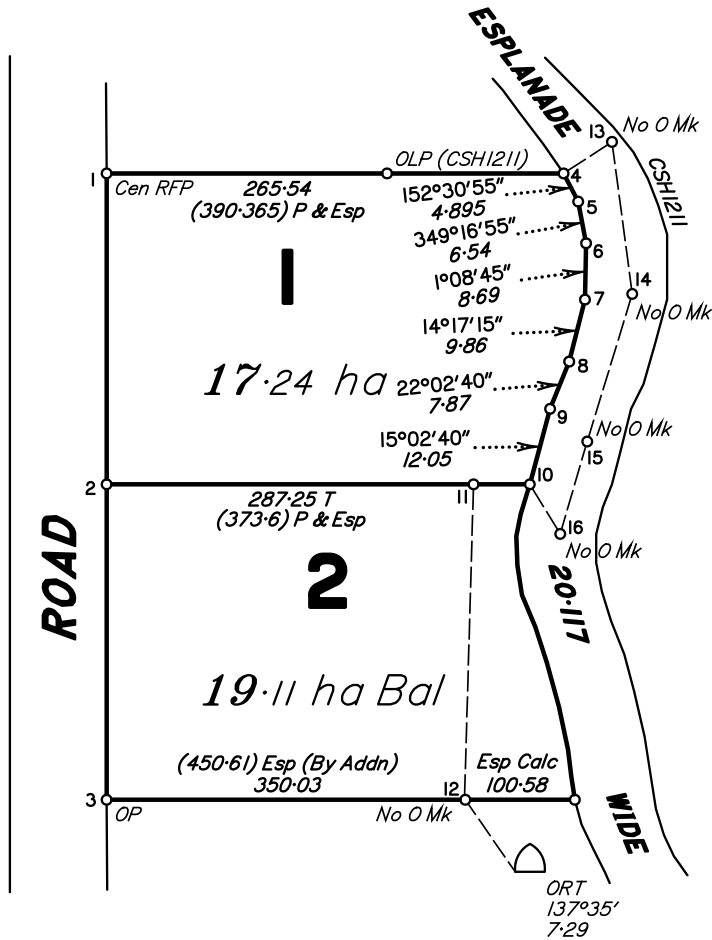 ESPLANADE
13
No O Mk
OLP (CSH1211)
4
CSH1211
1
Cen RFP
265·54
(390·365) P & Esp
152°30′55″
4·895
5
349°16′55″
6·54
6
1
1°08′45″
8·69
7
14
No O Mk
14°17′15″
9·86
8
17·24 ha
22°02′40″
7·87
9
No O Mk
15
15°02′40″
12·05
10
2
287·25 T
(373·6) P & Esp
11
16
No O Mk
ROAD
2
20·117
19·11 ha Bal
(450·61) Esp (By Addn)
350·03
Esp Calc
100·58
12
3
OP
No O Mk
WIDE
ORT
137°35′
7·29